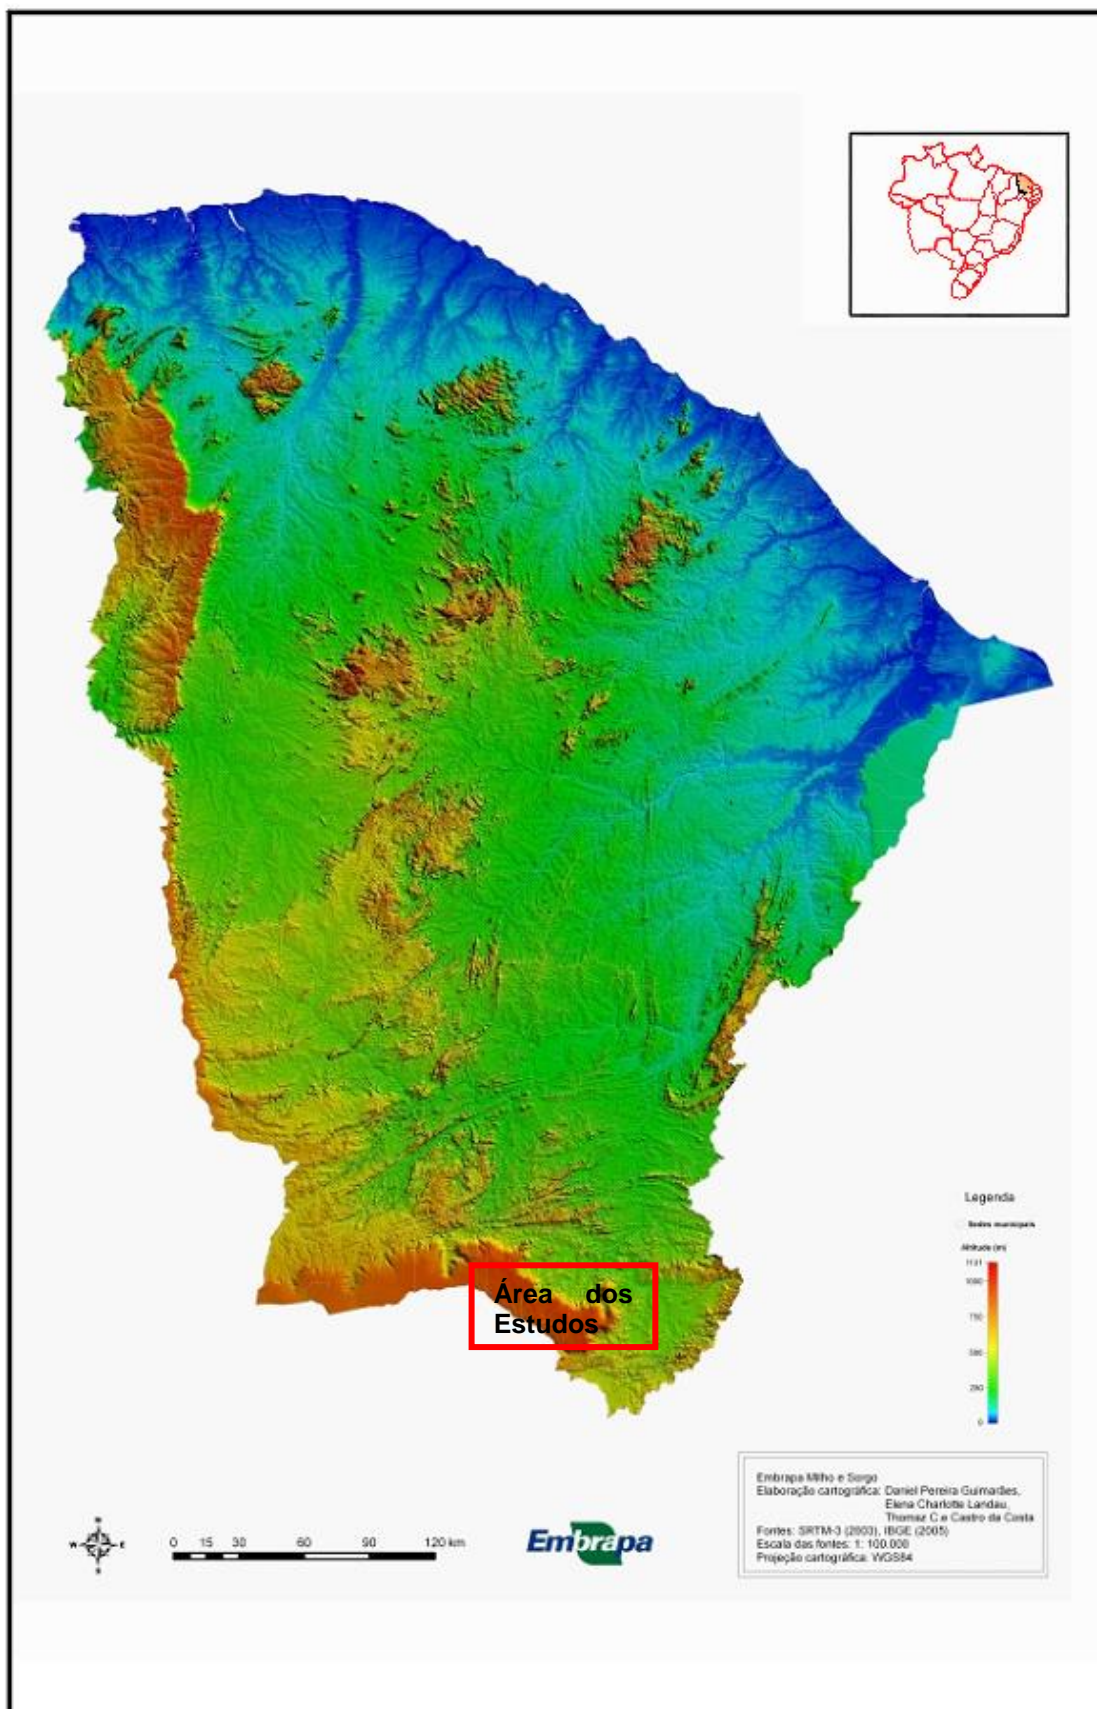 Área dos
Estudos
Legenda
Sedes municipais
Altitude (m)
1131
1000
750
500
250
0
Embrapa Milho e Sorgo
Elaboração cartográfica: Daniel Pereira Guimarães,
Elena Charlotte Landau,
Thomaz C e Castro da Costa
Fontes: SRTM-3 (2003), IBGE (2005)
Escala das fontes: 1: 100.000
Projeção cartográfica: WGS84
N
W E
S
0 15 30 60 90 120 km
Embrapa